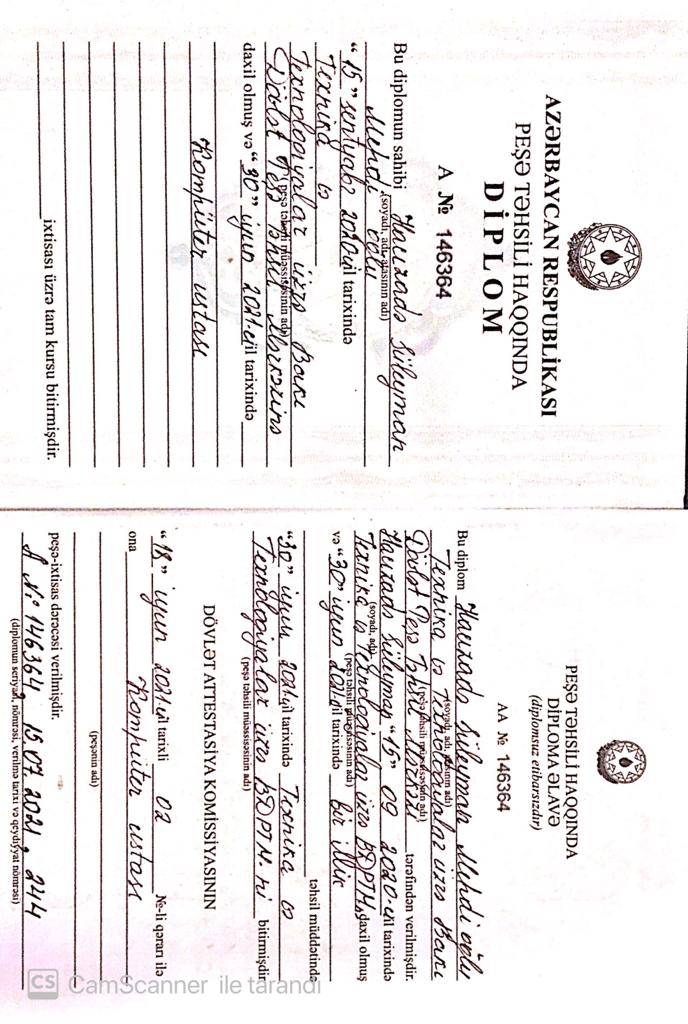 AZƏRBAYCAN RESPUBLİKASI
PEŞƏ TƏHSİLİ HAQQINDA
DİPLOM
A № 146364
Bu diplomun sahibi Hauzadə Süleyman
(soyadı, adı, atasının adı)
Mehdi oğlu
“15” sentyabr 2020-ci il tarixində
Texnika və
Texnologiyalar üzrə Bakı
(peşə təhsili müəssisəsinin adı)
Dövlət Peşə Təhsil Mərkəzinə
daxil olmuş və “30” iyun 2021-ci il tarixində
Kompüter ustası
ixtisası üzrə tam kursu bitirmişdir.
PEŞƏ TƏHSİLİ HAQQINDA
DİPLOMA ƏLAVƏ
(diplomsuz etibarsızdır)
AA № 146364
Bu diplom Hauzadə Süleyman Mehdi oğlu
(soyadı, adı, atasının adı)
Texnika və Texnologiyalar üzrə Bakı
(peşə təhsili müəssisəsinin adı)
Dövlət Peşə Təhsil Mərkəzi tərəfindən verilmişdir.
Hauzadə Süleyman “15” 09 2020-ci il tarixində
(soyadı, adı)
Texnika və Texnologiyalar üzrə BDPTM daxil olmuş
(peşə təhsili müəssisəsinin adı)
və “30” iyun 2021-ci il tarixində bir illik
təhsil müddətində
“30” iyun 2021-ci il tarixində Texnika və
Texnologiyalar üzrə BDPTM-ni bitirmişdir.
(peşə təhsili müəssisəsinin adı)
DÖVLƏT ATTESTASİYA KOMİSSİYASININ
“18” iyun 2021-ci il tarixli 02 №-li qərarı ilə
ona Kompüter ustası
(peşənin adı)
peşə-ixtisas dərəcəsi verilmişdir.
A № 146364, 15.07.2021, 244
(diplomun seriyası, nömrəsi, verilmə tarixi və qeydiyyat nömrəsi)
CS CamScanner ile tarandı